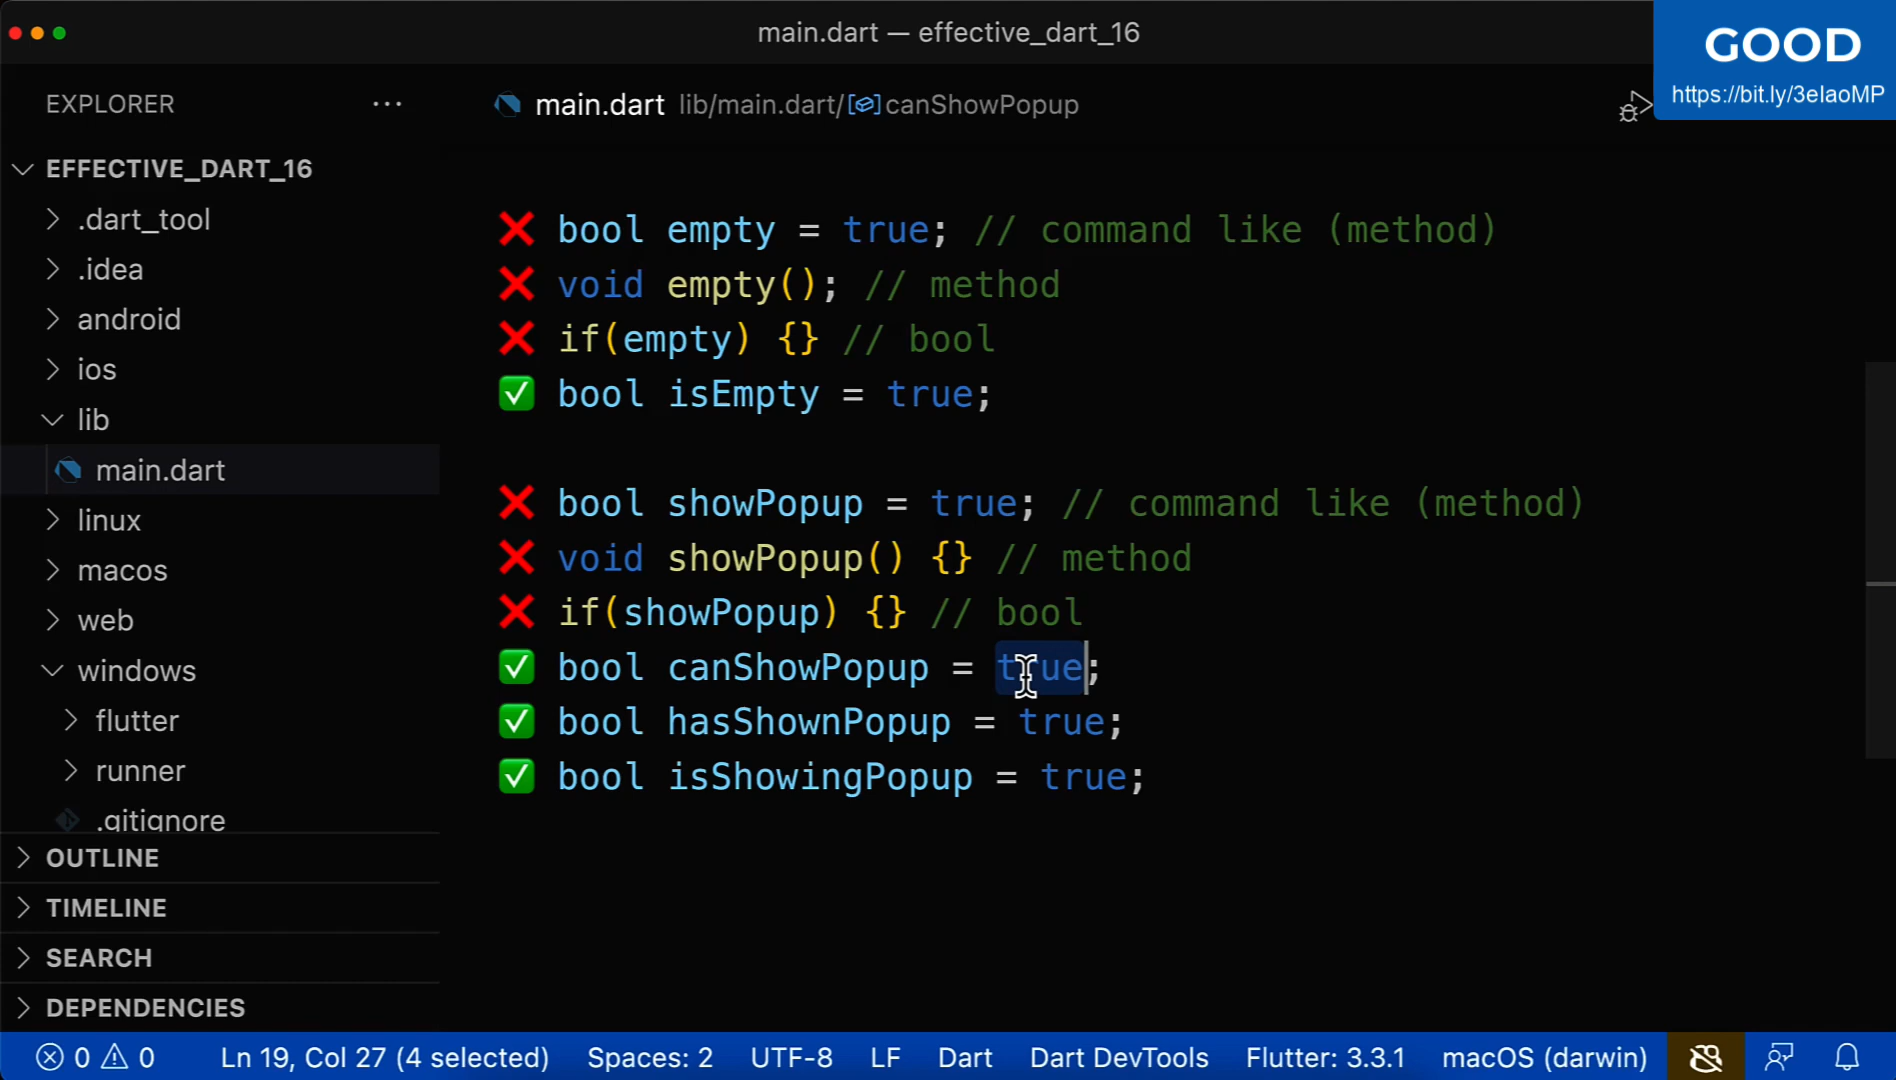 main.dart — effective_dart_16
GOOD
https://bit.ly/3eIaoMP
EXPLORER ···
main.dart lib/main.dart/canShowPopup
EFFECTIVE_DART_16
.dart_tool
.idea
android
ios
lib
main.dart
linux
macos
web
windows
flutter
runner
.gitignore
OUTLINE
TIMELINE
SEARCH
DEPENDENCIES
❌ bool empty = true; // command like (method)
❌ void empty(); // method
❌ if(empty) {} // bool
✅ bool isEmpty = true;
❌ bool showPopup = true; // command like (method)
❌ void showPopup() {} // method
❌ if(showPopup) {} // bool
✅ bool canShowPopup = true;
✅ bool hasShownPopup = true;
✅ bool isShowingPopup = true;
0 0 Ln 19, Col 27 (4 selected) Spaces: 2 UTF-8 LF Dart Dart DevTools Flutter: 3.3.1 macOS (darwin)